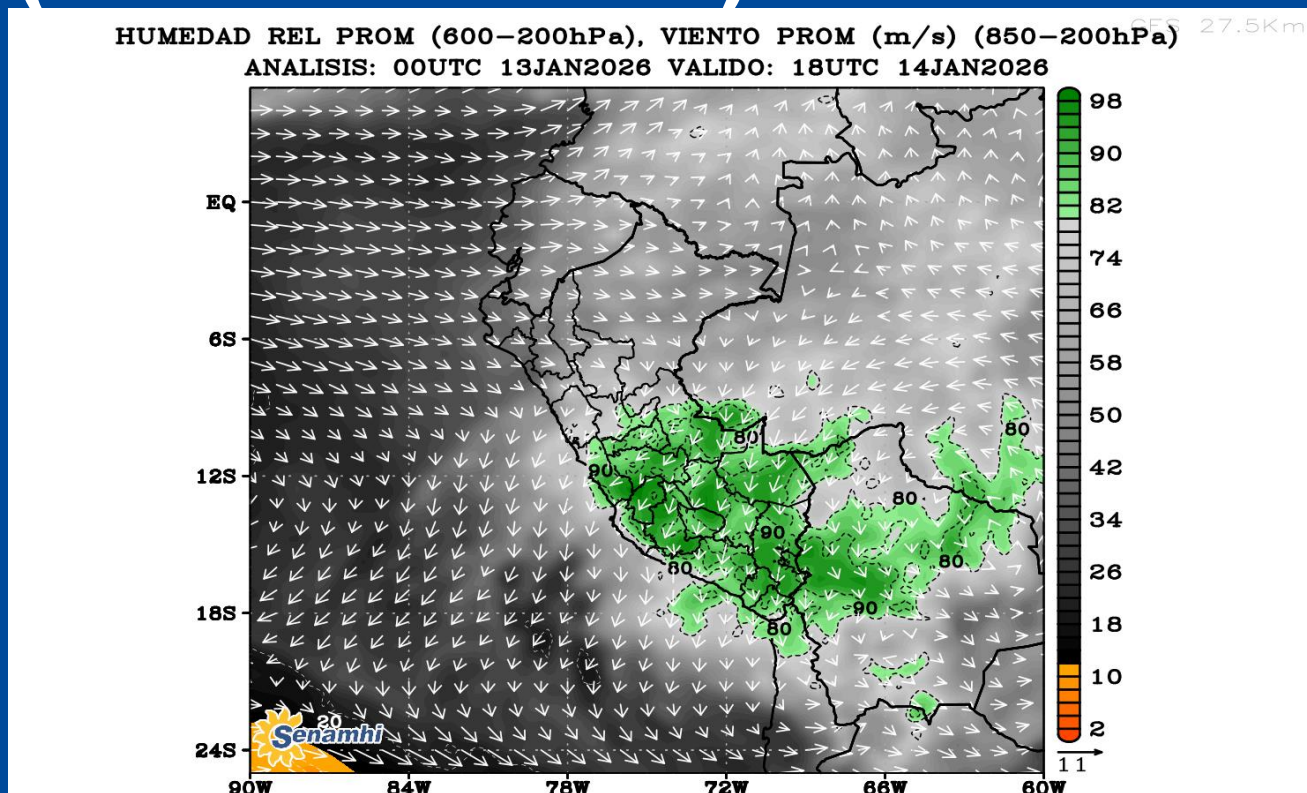 GFS 27.5Km
HUMEDAD REL PROM (600−200hPa), VIENTO PROM (m/s) (850−200hPa)
ANALISIS: 00UTC 13JAN2026 VALIDO: 18UTC 14JAN2026
98
90
82
74
66
58
50
42
34
26
18
10
2
11
EQ
6S
12S
18S
24S
80
80
90
80
90
80
80
90
80
20
Senamhi
90W
84W
78W
72W
66W
60W